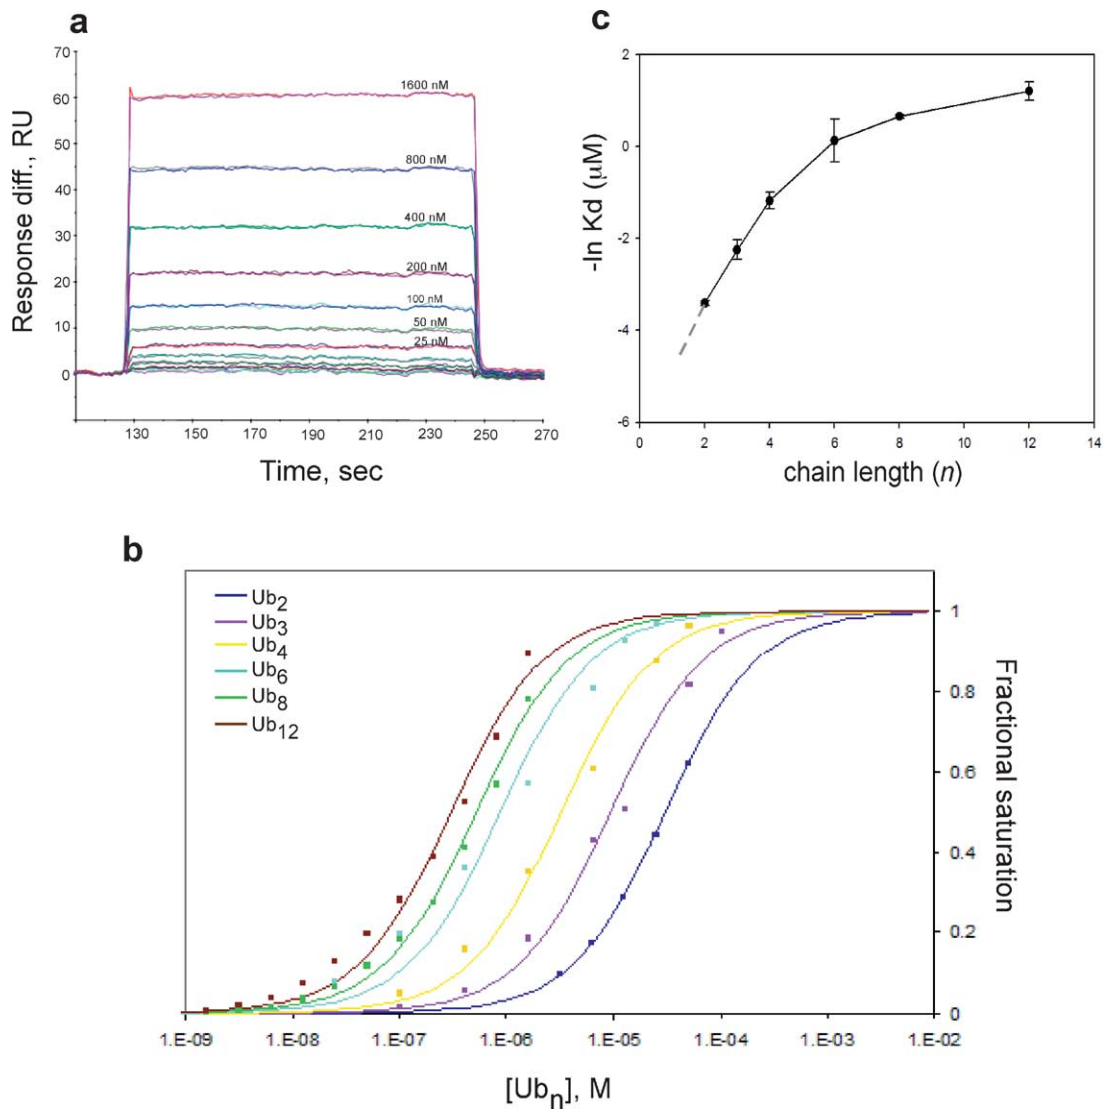 a
Response diff., RU
70
60
50
40
30
20
10
0
1600 nM
800 nM
400 nM
200 nM
100 nM
50 nM
25 nM
130 150 170 190 210 230 250 270
Time, sec
c
-ln Kd (μM)
2
0
-2
-4
-6
0 2 4 6 8 10 12 14
chain length (n)
b
Ub2
Ub3
Ub4
Ub6
Ub8
Ub12
1
0.8
0.6
0.4
0.2
0
Fractional saturation
1.E-09 1.E-08 1.E-07 1.E-06 1.E-05 1.E-04 1.E-03 1.E-02
[Ubn], M